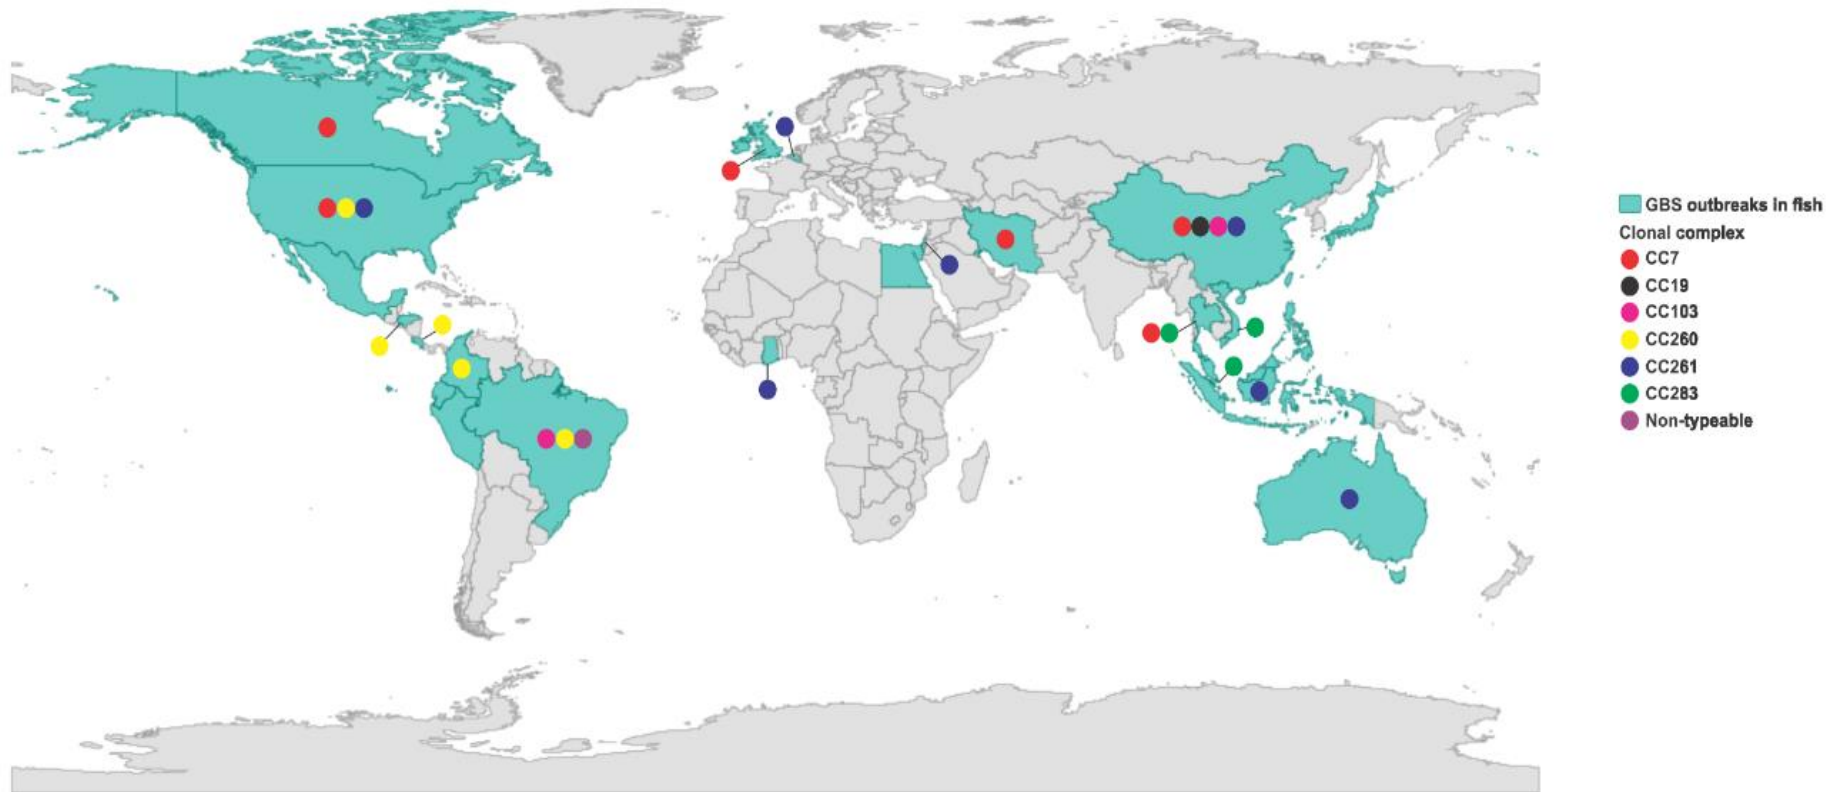 GBS outbreaks in fish
Clonal complex
CC7
CC19
CC103
CC260
CC261
CC283
Non-typeable